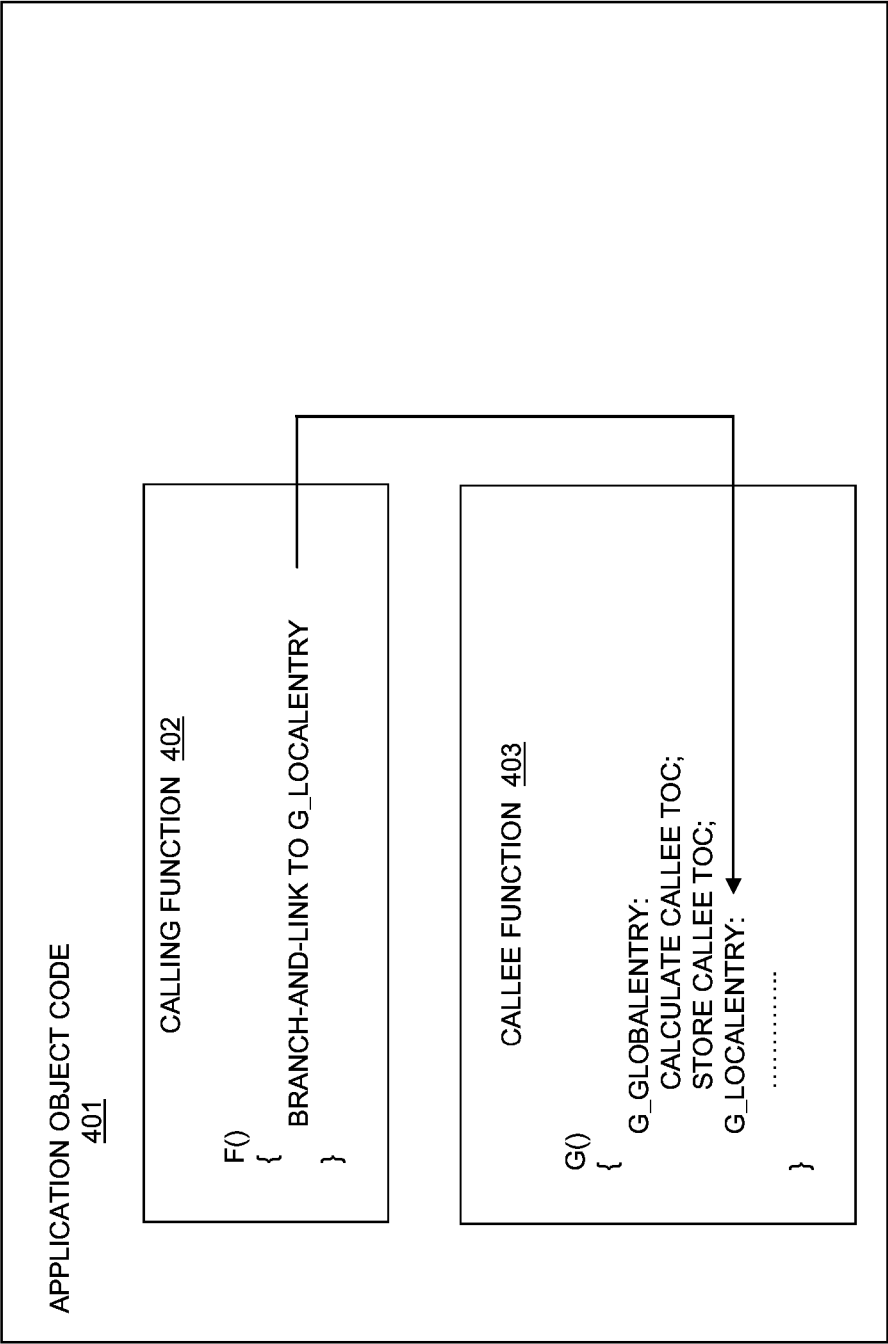 APPLICATION OBJECT CODE
401
CALLING FUNCTION 402
F()
{
BRANCH-AND-LINK TO G_LOCALENTRY
}
CALLEE FUNCTION 403
G()
{
G_GLOBALENTRY:
CALCULATE CALLEE TOC;
STORE CALLEE TOC;
G_LOCALENTRY:
..............
}